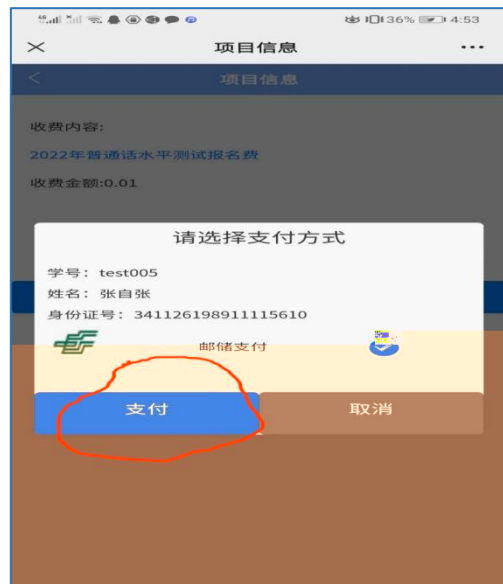 36% 4:53
项目信息
项目信息
收费内容:
2022年普通话水平测试报名费
收费金额:0.01
请选择支付方式
学号: test005
姓名: 张自张
身份证号: 341126198911115610
邮储支付
支付
取消